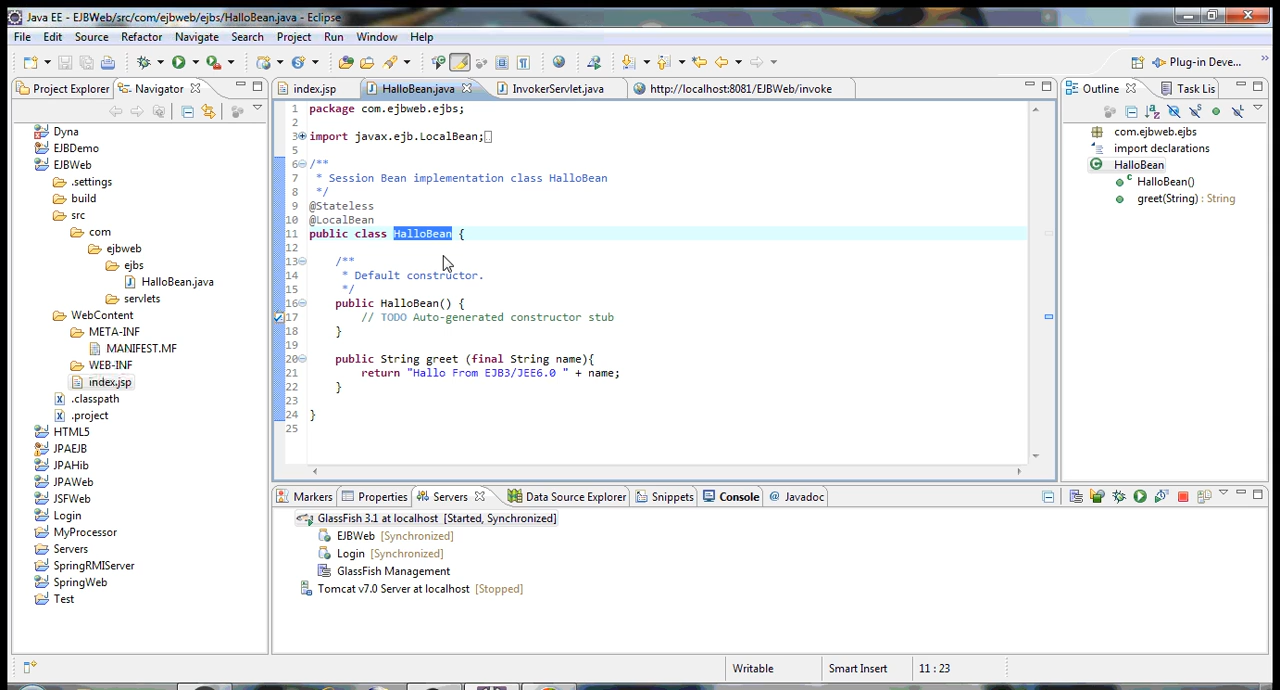 Java EE - EJBWeb/src/com/ejbweb/ejbs/HalloBean.java - Eclipse
File Edit Source Refactor Navigate Search Project Run Window Help
Plug-in Deve...
Project Explorer Navigator
index.jsp HalloBean.java InvokerServlet.java http://localhost:8081/EJBWeb/invoke
Outline Task Lis
Dyna
EJBDemo
EJBWeb
.settings
build
src
com
ejbweb
ejbs
HalloBean.java
servlets
WebContent
META-INF
MANIFEST.MF
WEB-INF
index.jsp
.classpath
.project
HTML5
JPAEJB
JPAHib
JPAWeb
JSFWeb
Login
MyProcessor
Servers
SpringRMIServer
SpringWeb
Test
1 package com.ejbweb.ejbs;
2
3 import javax.ejb.LocalBean;
5
6 /**
7 * Session Bean implementation class HalloBean
8 */
9 @Stateless
10 @LocalBean
11 public class HalloBean {
12
13 /**
14 * Default constructor.
15 */
16 public HalloBean() {
17 // TODO Auto-generated constructor stub
18 }
19
20 public String greet (final String name){
21 return "Hallo From EJB3/JEE6.0 " + name;
22 }
23
24 }
25
com.ejbweb.ejbs
import declarations
HalloBean
HalloBean()
greet(String) : String
Markers Properties Servers Data Source Explorer Snippets Console Javadoc
GlassFish 3.1 at localhost [Started, Synchronized]
EJBWeb [Synchronized]
Login [Synchronized]
GlassFish Management
Tomcat v7.0 Server at localhost [Stopped]
Writable Smart Insert 11 : 23